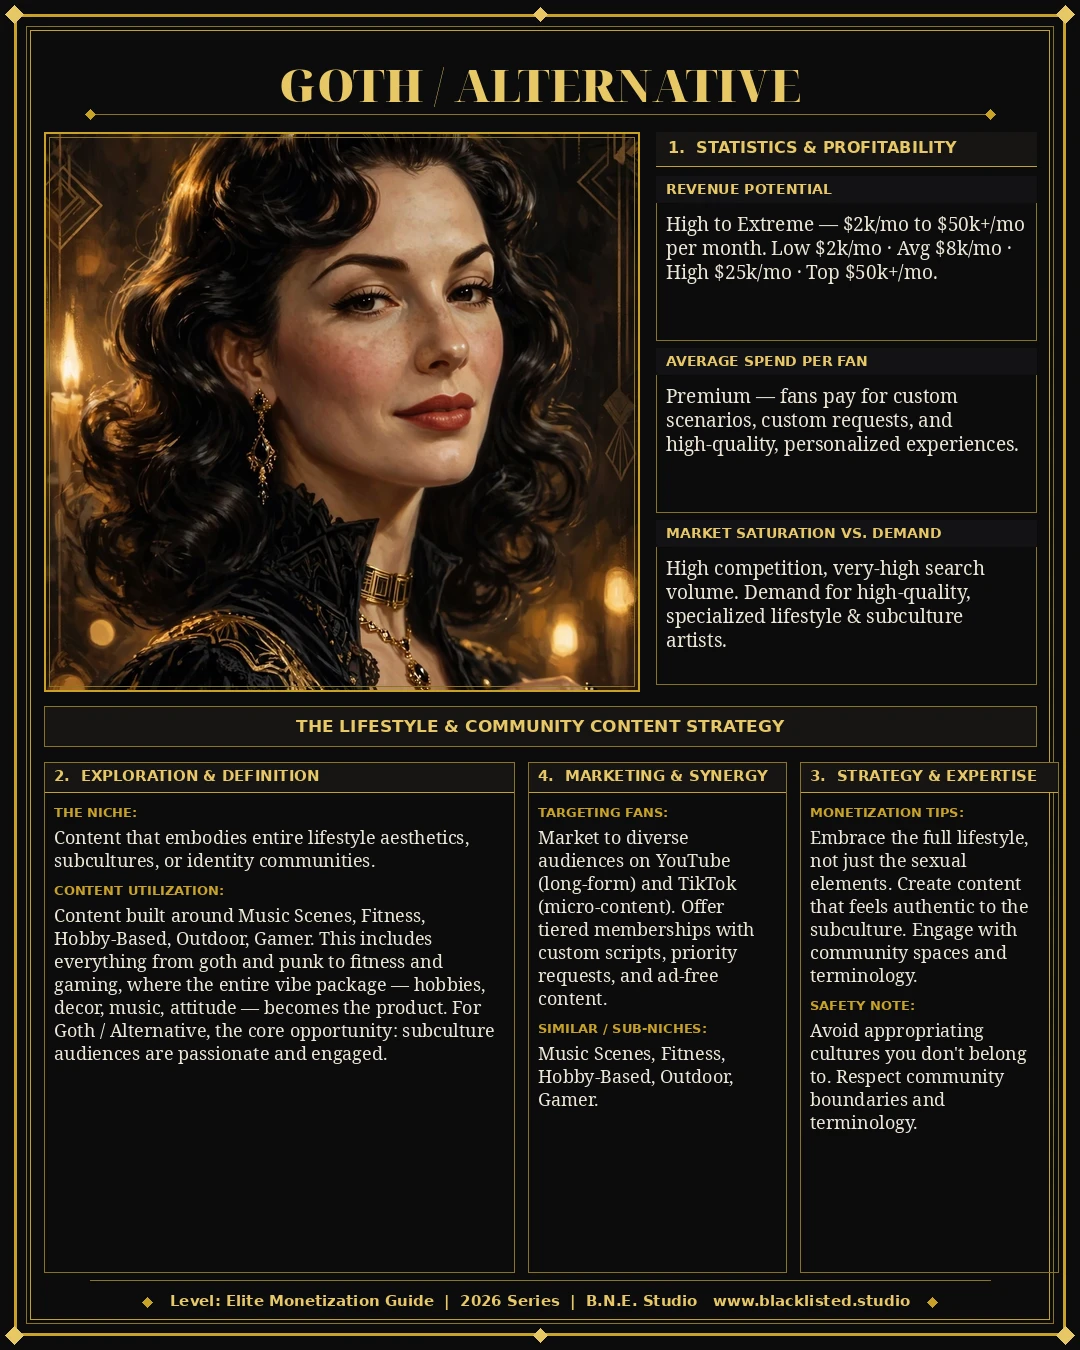 GOTH / ALTERNATIVE
1. STATISTICS & PROFITABILITY
REVENUE POTENTIAL
High to Extreme — $2k/mo to $50k+/mo
per month. Low $2k/mo · Avg $8k/mo ·
High $25k/mo · Top $50k+/mo.
AVERAGE SPEND PER FAN
Premium — fans pay for custom
scenarios, custom requests, and
high-quality, personalized experiences.
MARKET SATURATION VS. DEMAND
High competition, very-high search
volume. Demand for high-quality,
specialized lifestyle & subculture
artists.
THE LIFESTYLE & COMMUNITY CONTENT STRATEGY
2. EXPLORATION & DEFINITION
THE NICHE:
Content that embodies entire lifestyle aesthetics,
subcultures, or identity communities.
CONTENT UTILIZATION:
Content built around Music Scenes, Fitness,
Hobby-Based, Outdoor, Gamer. This includes
everything from goth and punk to fitness and
gaming, where the entire vibe package — hobbies,
decor, music, attitude — becomes the product. For
Goth / Alternative, the core opportunity: subculture
audiences are passionate and engaged.
4. MARKETING & SYNERGY
TARGETING FANS:
Market to diverse
audiences on YouTube
(long-form) and TikTok
(micro-content). Offer
tiered memberships with
custom scripts, priority
requests, and ad-free
content.
SIMILAR / SUB-NICHES:
Music Scenes, Fitness,
Hobby-Based, Outdoor,
Gamer.
3. STRATEGY & EXPERTISE
MONETIZATION TIPS:
Embrace the full lifestyle,
not just the sexual
elements. Create content
that feels authentic to the
subculture. Engage with
community spaces and
terminology.
SAFETY NOTE:
Avoid appropriating
cultures you don't belong
to. Respect community
boundaries and
terminology.
Level: Elite Monetization Guide | 2026 Series | B.N.E. Studio www.blacklisted.studio